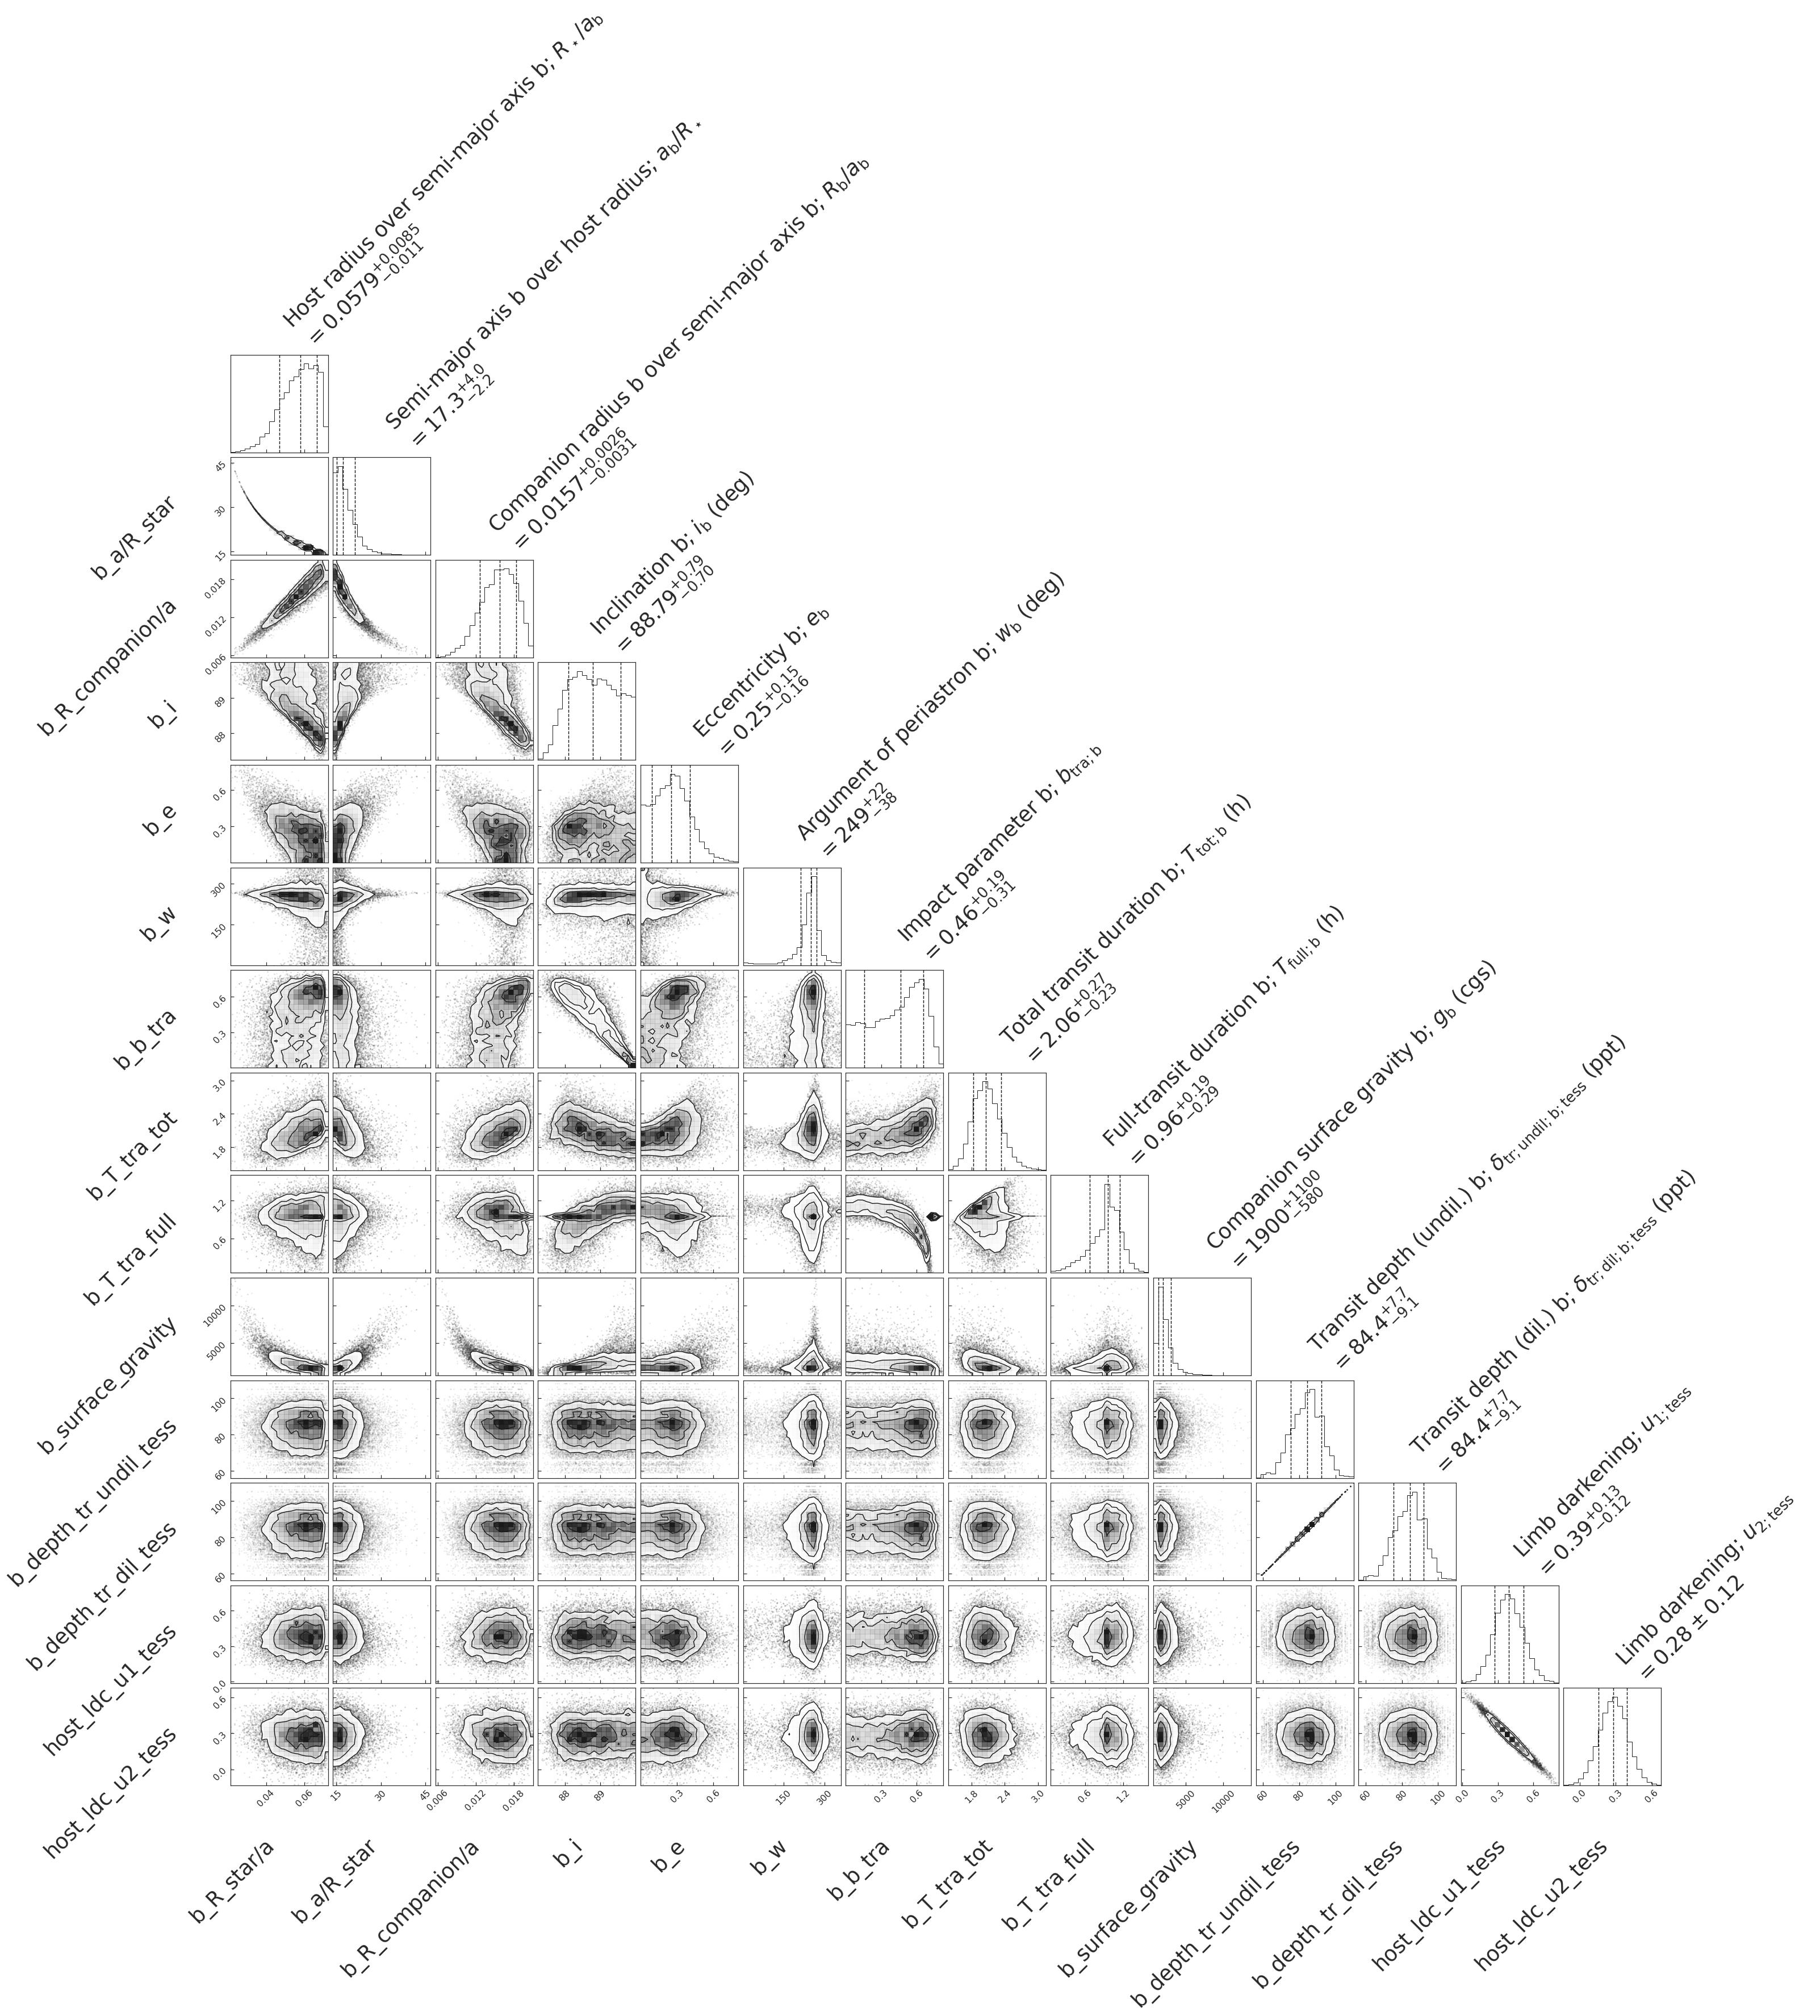 Host radius over semi-major axis b; R⋆/a_b
= 0.0579^{+0.0085}_{−0.011}
Semi-major axis b over host radius; a_b/R⋆
= 17.3^{+4.0}_{−2.2}
Companion radius b over semi-major axis b; R_b/a_b
= 0.0157^{+0.0026}_{−0.0031}
Inclination b; i_b (deg)
= 88.79^{+0.79}_{−0.70}
Eccentricity b; e_b
= 0.25^{+0.15}_{−0.16}
Argument of periastron b; w_b (deg)
= 249^{+22}_{−38}
Impact parameter b; b_{tra; b}
= 0.46^{+0.19}_{−0.31}
Total transit duration b; T_{tot; b} (h)
= 2.06^{+0.27}_{−0.23}
Full-transit duration b; T_{full; b} (h)
= 0.96^{+0.19}_{−0.29}
Companion surface gravity b; g_b (cgs)
= 1900^{+1100}_{−580}
Transit depth (undil.) b; δ_{tr; undil; b; tess} (ppt)
= 84.4^{+7.7}_{−9.1}
Transit depth (dil.) b; δ_{tr; dil; b; tess} (ppt)
= 84.4^{+7.7}_{−9.1}
Limb darkening; u_{1; tess}
= 0.39^{+0.13}_{−0.12}
Limb darkening; u_{2; tess}
= 0.28 ± 0.12
b_a/R_star
45
30
15
b_R_companion/a
0.018
0.012
0.006
b_i
89
88
b_e
0.6
0.3
b_w
300
150
b_b_tra
0.6
0.3
b_T_tra_tot
3.0
2.4
1.8
b_T_tra_full
1.2
0.6
b_surface_gravity
10000
5000
b_depth_tr_undil_tess
100
80
60
b_depth_tr_dil_tess
100
80
60
host_ldc_u1_tess
0.6
0.3
0.0
host_ldc_u2_tess
0.6
0.3
0.0
0.04 0.06
15 30 45
0.006 0.012 0.018
88 89
0.3 0.6
150 300
0.3 0.6
1.8 2.4 3.0
0.6 1.2
5000 10000
60 80 100
60 80 100
0.0 0.3 0.6
0.0 0.3 0.6
b_R_star/a
b_a/R_star
b_R_companion/a
b_i
b_e
b_w
b_b_tra
b_T_tra_tot
b_T_tra_full
b_surface_gravity
b_depth_tr_undil_tess
b_depth_tr_dil_tess
host_ldc_u1_tess
host_ldc_u2_tess